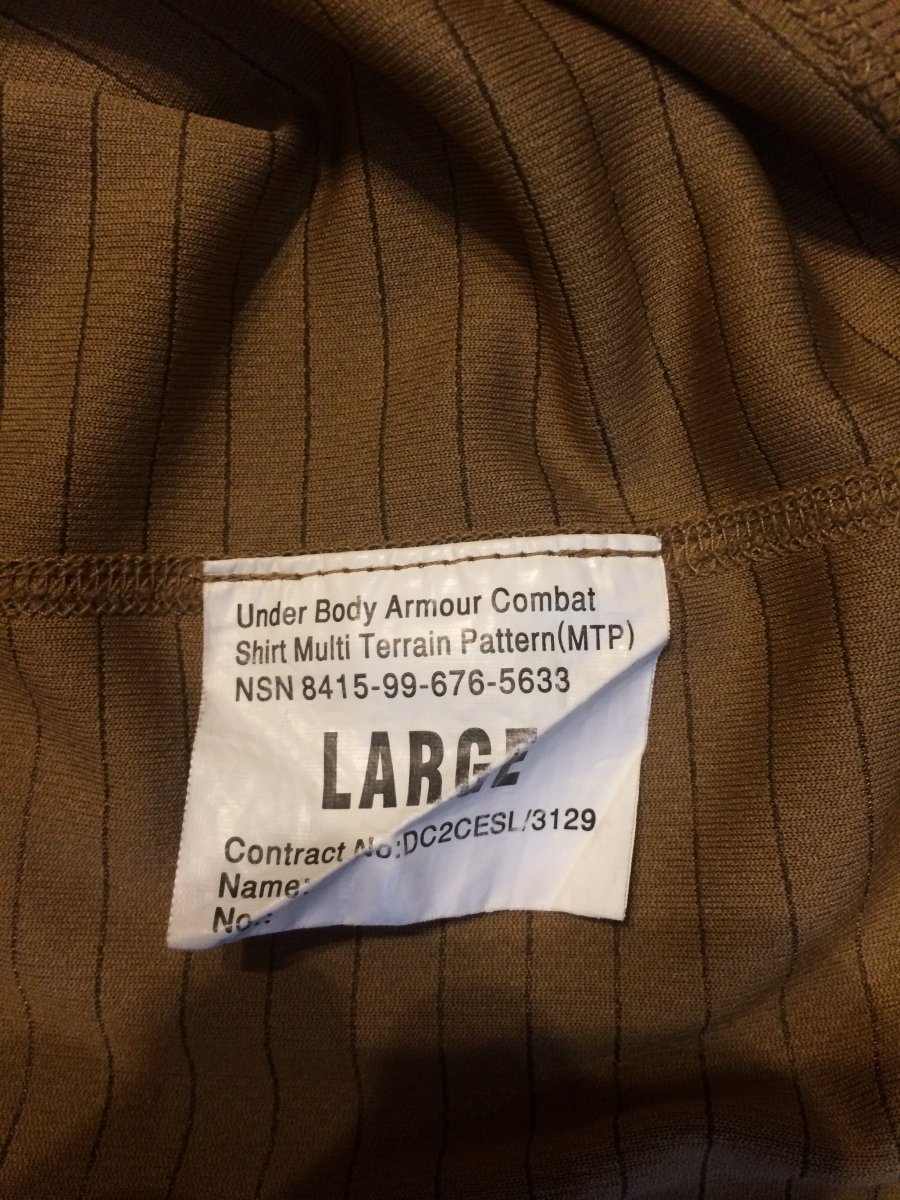 Under Body Armour Combat
Shirt Multi Terrain Pattern(MTP)
NSN 8415-99-676-5633
LARGE
Contract No:DC2CESL/3129
Name:
No.: